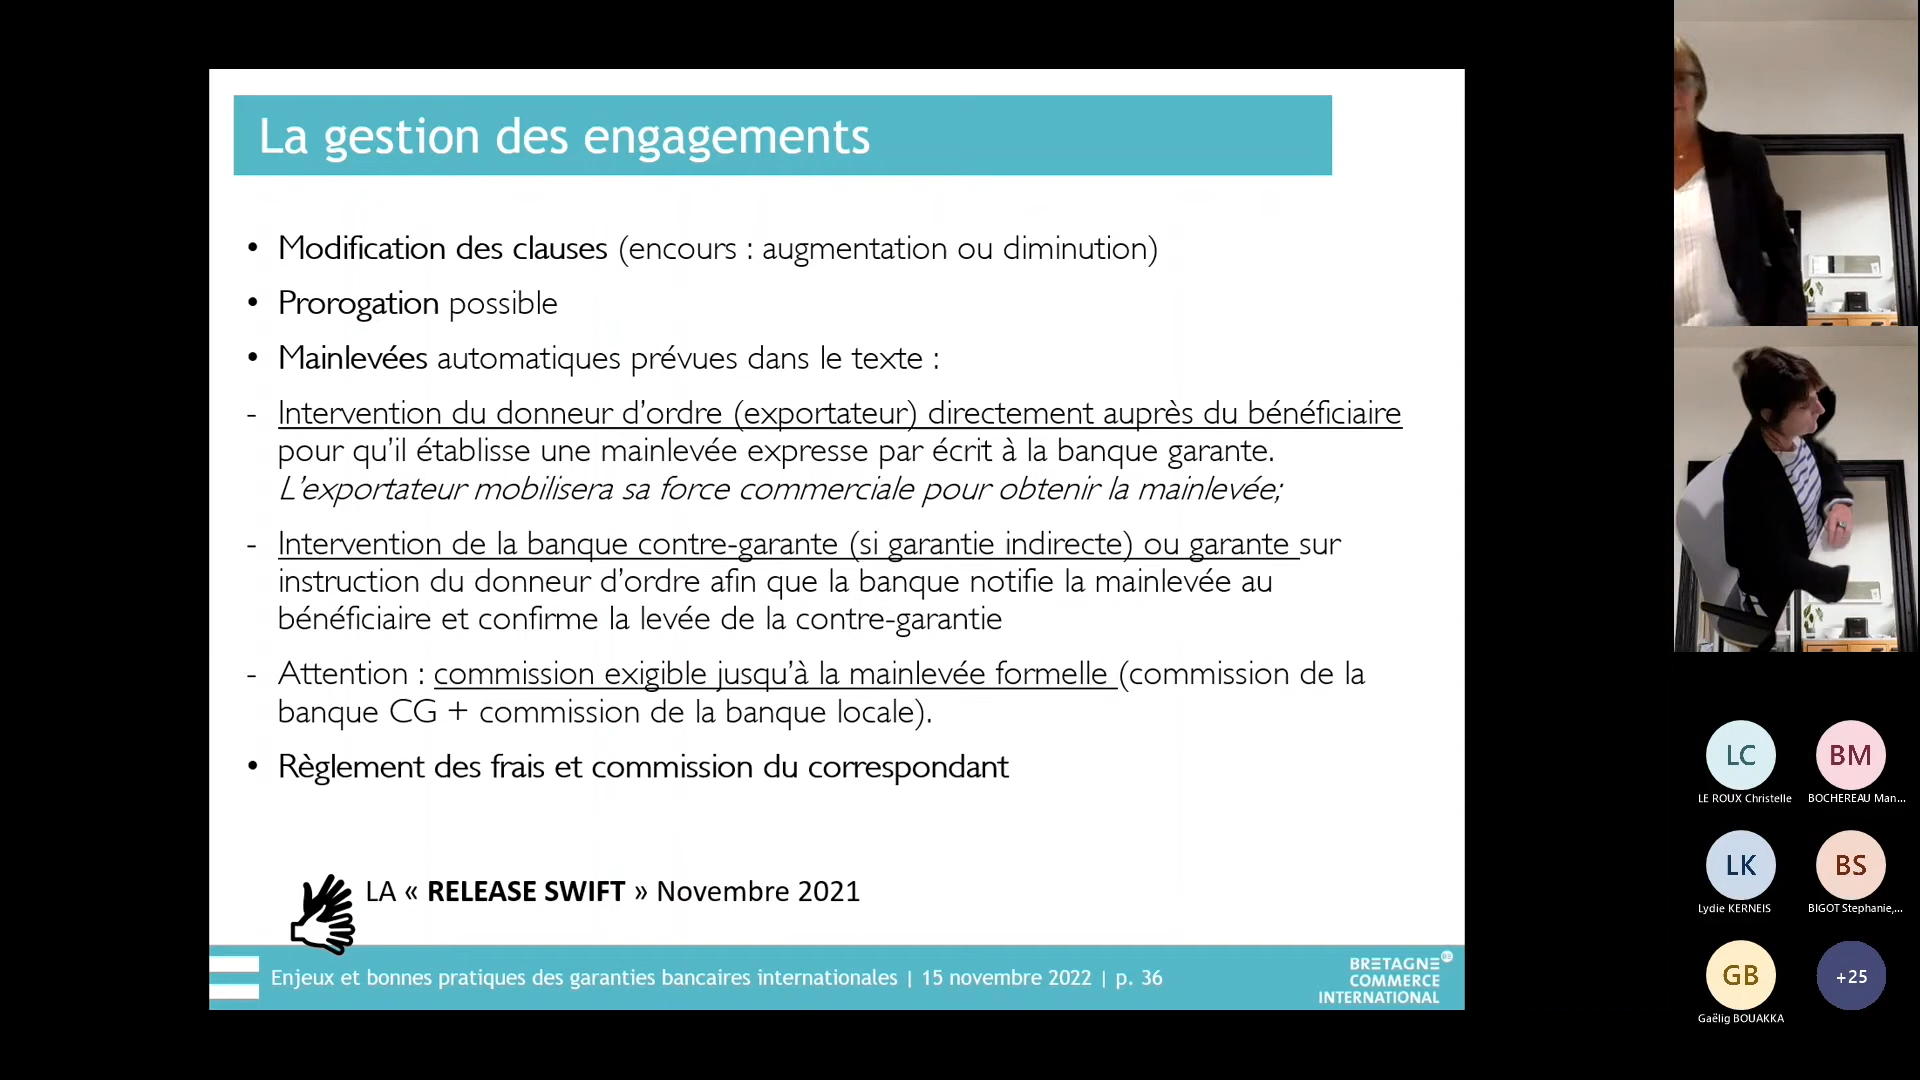 La gestion des engagements
• Modification des clauses (encours : augmentation ou diminution)
• Prorogation possible
• Mainlevées automatiques prévues dans le texte :
- Intervention du donneur d’ordre (exportateur) directement auprès du bénéficiaire
pour qu’il établisse une mainlevée expresse par écrit à la banque garante.
L’exportateur mobilisera sa force commerciale pour obtenir la mainlevée;
- Intervention de la banque contre-garante (si garantie indirecte) ou garante sur
instruction du donneur d’ordre afin que la banque notifie la mainlevée au
bénéficiaire et confirme la levée de la contre-garantie
- Attention : commission exigible jusqu’à la mainlevée formelle (commission de la
banque CG + commission de la banque locale).
• Règlement des frais et commission du correspondant
LA « RELEASE SWIFT » Novembre 2021
Enjeux et bonnes pratiques des garanties bancaires internationales | 15 novembre 2022 | p. 36
BRETAGNE
COMMERCE
INTERNATIONAL
LC
LE ROUX Christelle
BM
BOCHEREAU Man...
LK
Lydie KERNEIS
BS
BIGOT Stephanie,...
GB
Gaëlig BOUAKKA
+25